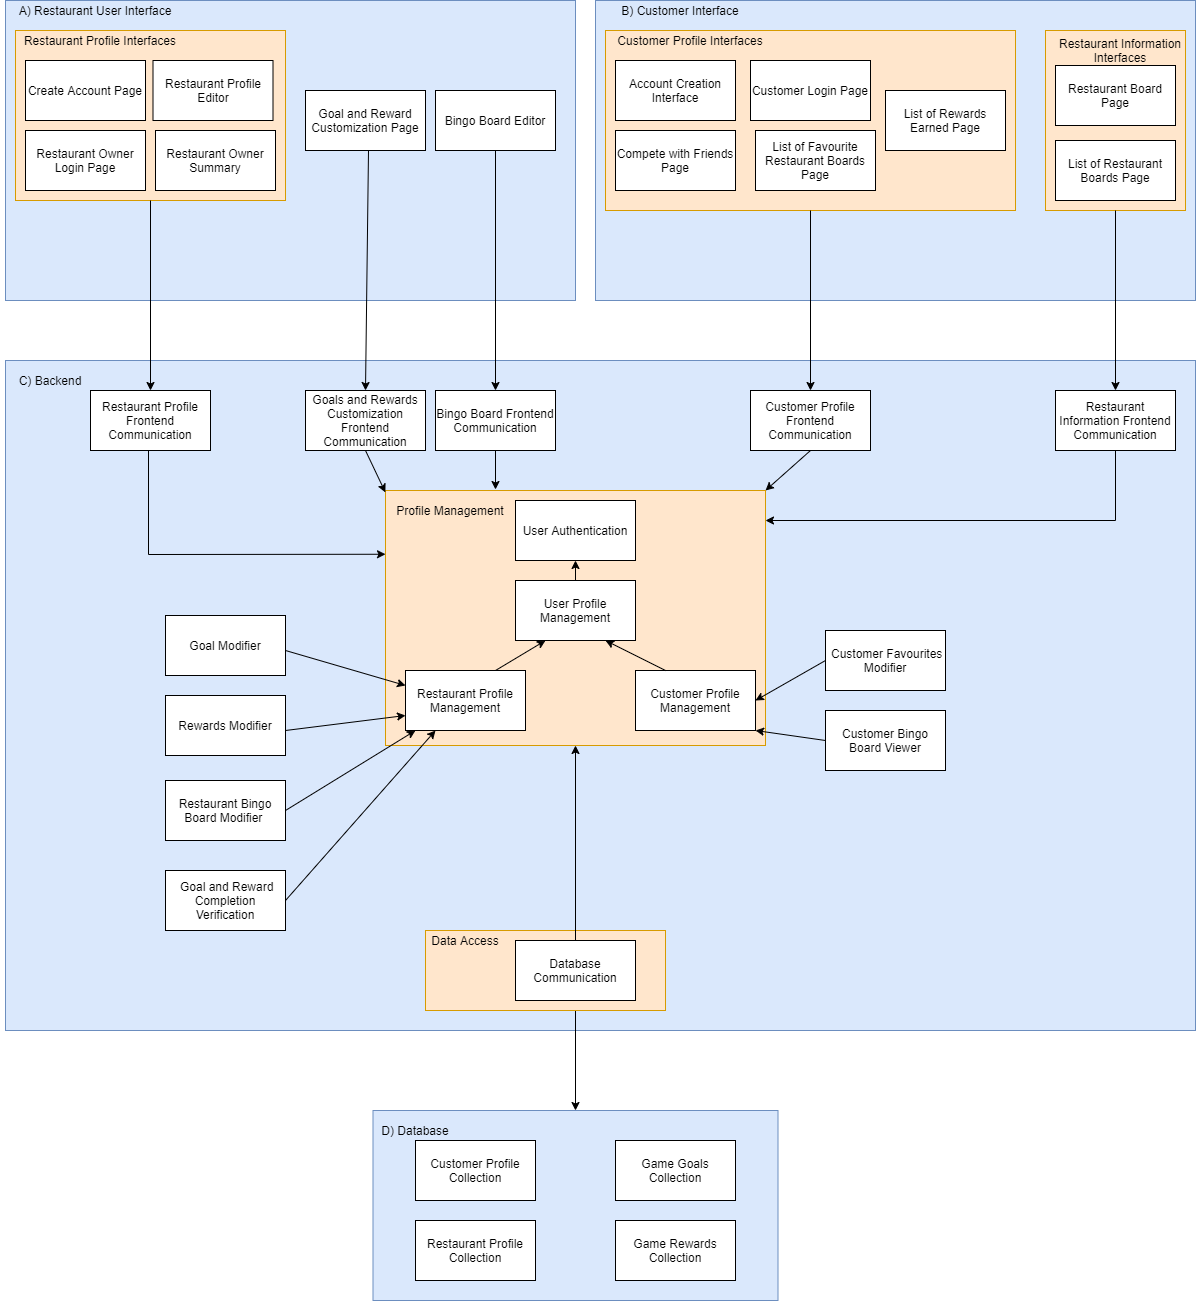 A) Restaurant User Interface
Restaurant Profile Interfaces
Create Account Page
Restaurant Profile
Editor
Restaurant Owner
Login Page
Restaurant Owner
Summary
Goal and Reward
Customization Page
Bingo Board Editor
B) Customer Interface
Customer Profile Interfaces
Account Creation
Interface
Customer Login Page
List of Rewards
Earned Page
Compete with Friends
Page
List of Favourite
Restaurant Boards
Page
Restaurant Information
Interfaces
Restaurant Board
Page
List of Restaurant
Boards Page
C) Backend
Restaurant Profile
Frontend
Communication
Goals and Rewards
Customization
Frontend
Communication
Bingo Board Frontend
Communication
Customer Profile
Frontend
Communication
Restaurant
Information Frontend
Communication
Profile Management
User Authentication
User Profile
Management
Restaurant Profile
Management
Customer Profile
Management
Goal Modifier
Rewards Modifier
Restaurant Bingo
Board Modifier
Goal and Reward
Completion
Verification
Customer Favourites
Modifier
Customer Bingo
Board Viewer
Data Access
Database
Communication
D) Database
Customer Profile
Collection
Game Goals
Collection
Restaurant Profile
Collection
Game Rewards
Collection